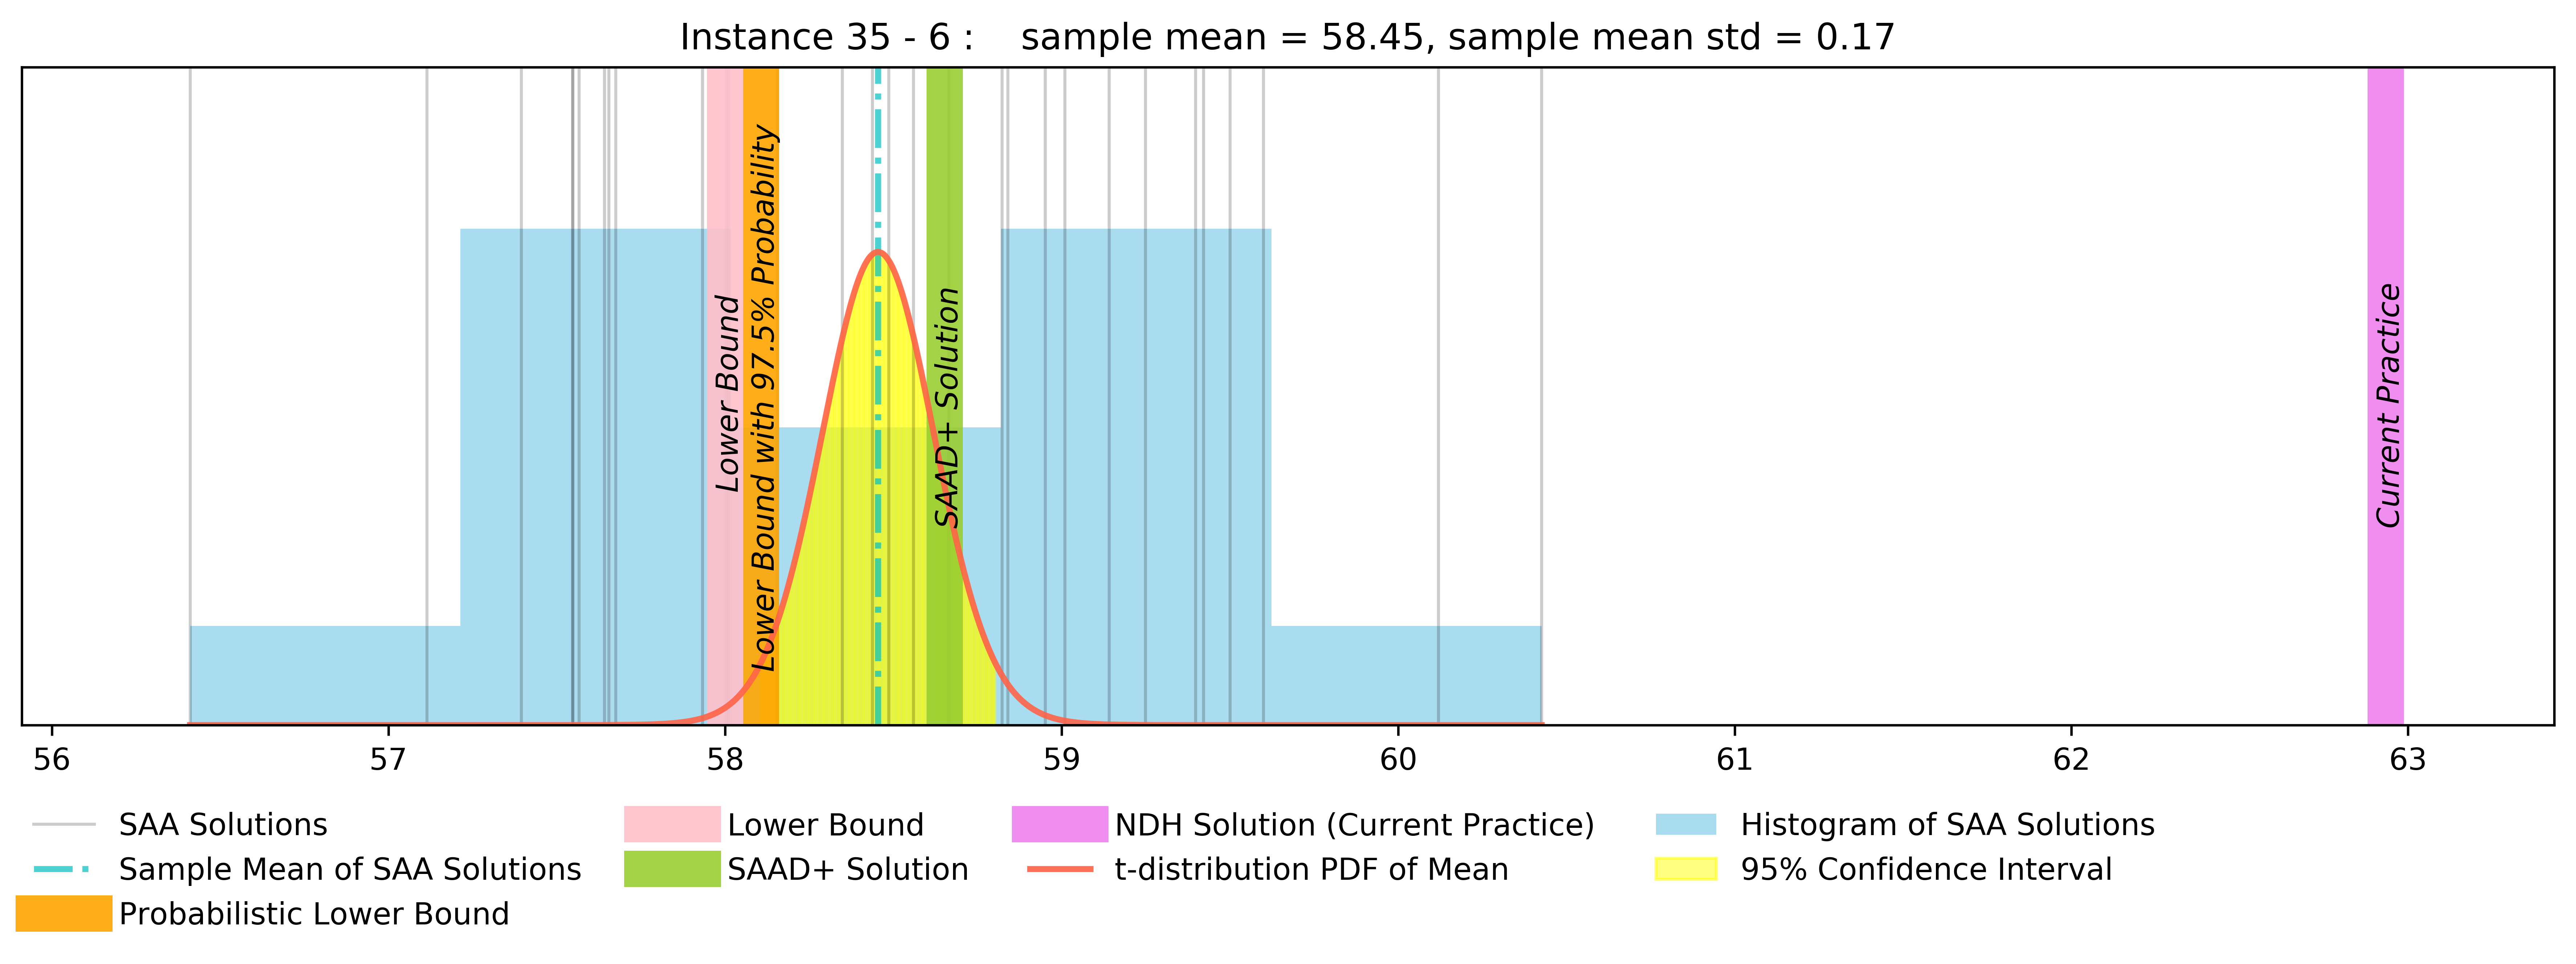 Instance 35 - 6 :    sample mean = 58.45, sample mean std = 0.17
Lower Bound
Lower Bound with 97.5% Probability
SAAD+ Solution
Current Practice
56
57
58
59
60
61
62
63
SAA Solutions
Sample Mean of SAA Solutions
Probabilistic Lower Bound
Lower Bound
SAAD+ Solution
NDH Solution (Current Practice)
t-distribution PDF of Mean
Histogram of SAA Solutions
95% Confidence Interval